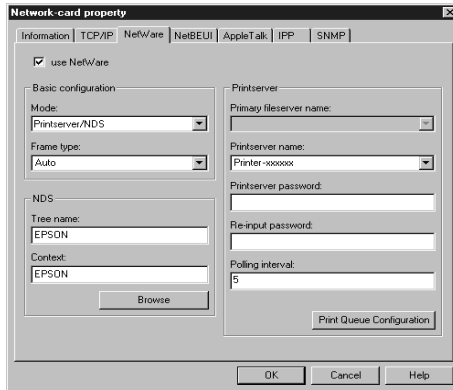 Network-card property
Information TCP/IP NetWare NetBEUI AppleTalk IPP SNMP
use NetWare
Basic configuration
Mode:
Printserver/NDS
Frame type:
Auto
NDS
Tree name:
EPSON
Context:
EPSON
Browse
Printserver
Primary fileserver name:
Printserver name:
Printer-xxxxxx
Printserver password:
Re-input password:
Polling interval:
5
Print Queue Configuration
OK Cancel Help